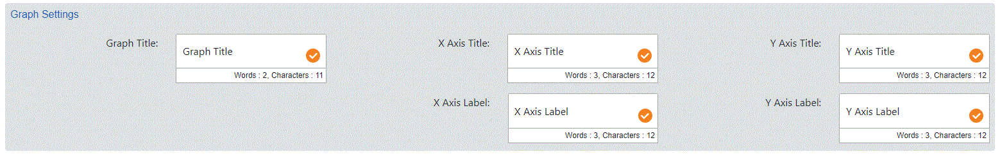 Graph Settings
Graph Title: Graph Title X Axis Title: X Axis Title Y Axis Title: Y Axis Title
Words : 2, Characters : 11 Words : 3, Characters : 12 Words : 3, Characters : 12
X Axis Label: X Axis Label Y Axis Label: Y Axis Label
Words : 3, Characters : 12 Words : 3, Characters : 12